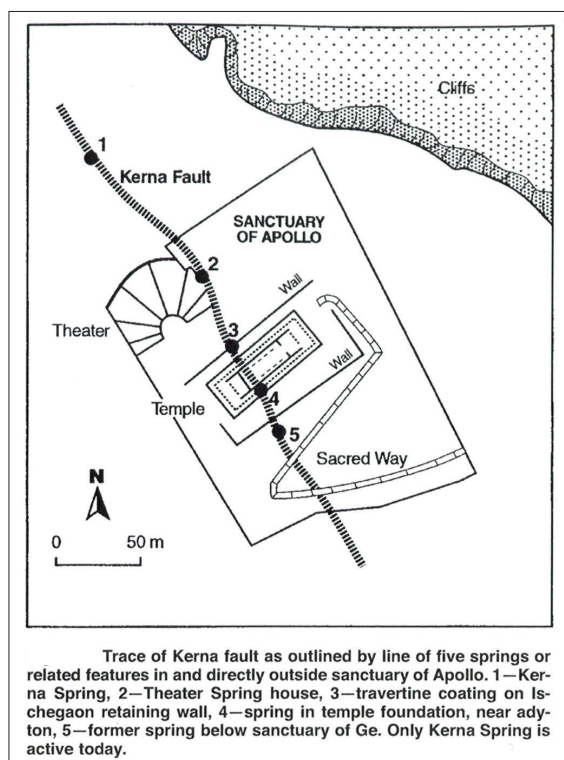 Cliffs
1
Kerna Fault
SANCTUARY
OF APOLLO
2
Wall
Theater
3
Wall
Temple
4
5
Sacred Way
N
0 50 m
Trace of Kerna fault as outlined by line of five springs or
related features in and directly outside sanctuary of Apollo. 1—Ker-
na Spring, 2—Theater Spring house, 3—travertine coating on Is-
chegaon retaining wall, 4—spring in temple foundation, near ady-
ton, 5—former spring below sanctuary of Ge. Only Kerna Spring is
active today.